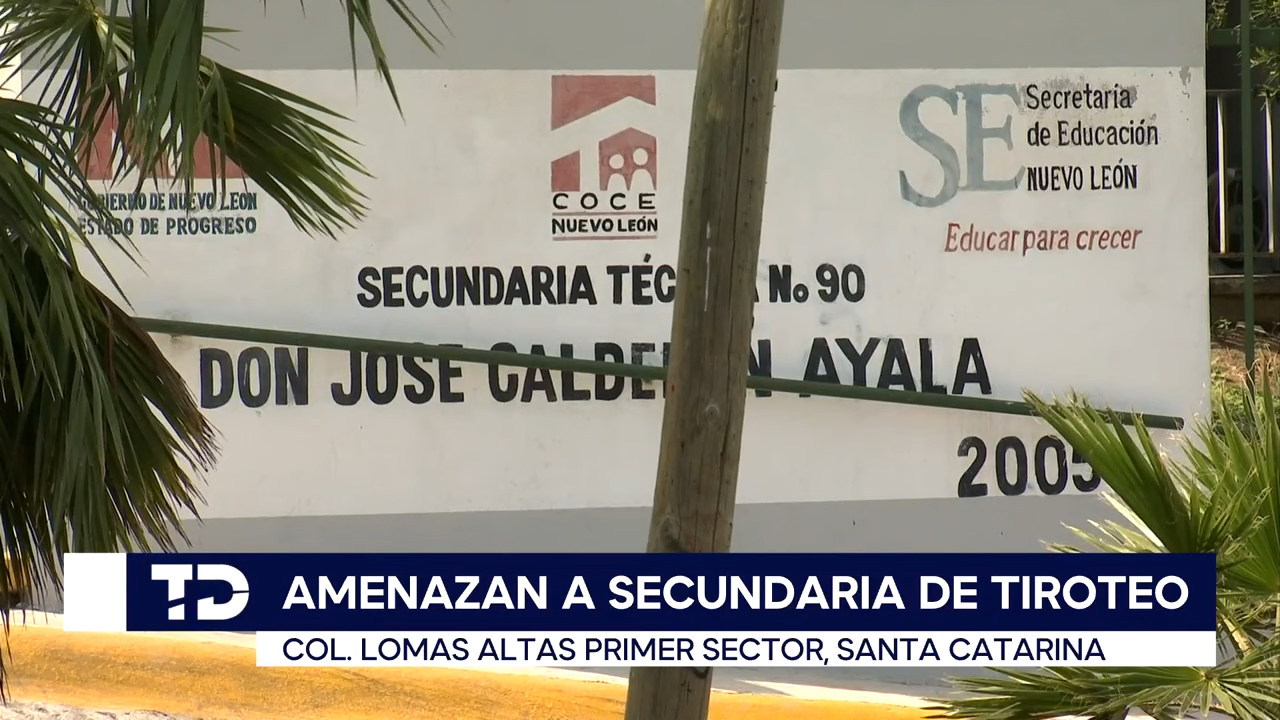 GOBIERNO DE NUEVO LEON
ESTADO DE PROGRESO
COCE
NUEVO LEÓN
SE
Secretaría
de Educación
NUEVO LEÓN
Educar para crecer
SECUNDARIA No 90
DON JOSE AYALA
2005
TD
AMENAZAN A SECUNDARIA DE TIROTEO
COL. LOMAS ALTAS PRIMER SECTOR, SANTA CATARINA